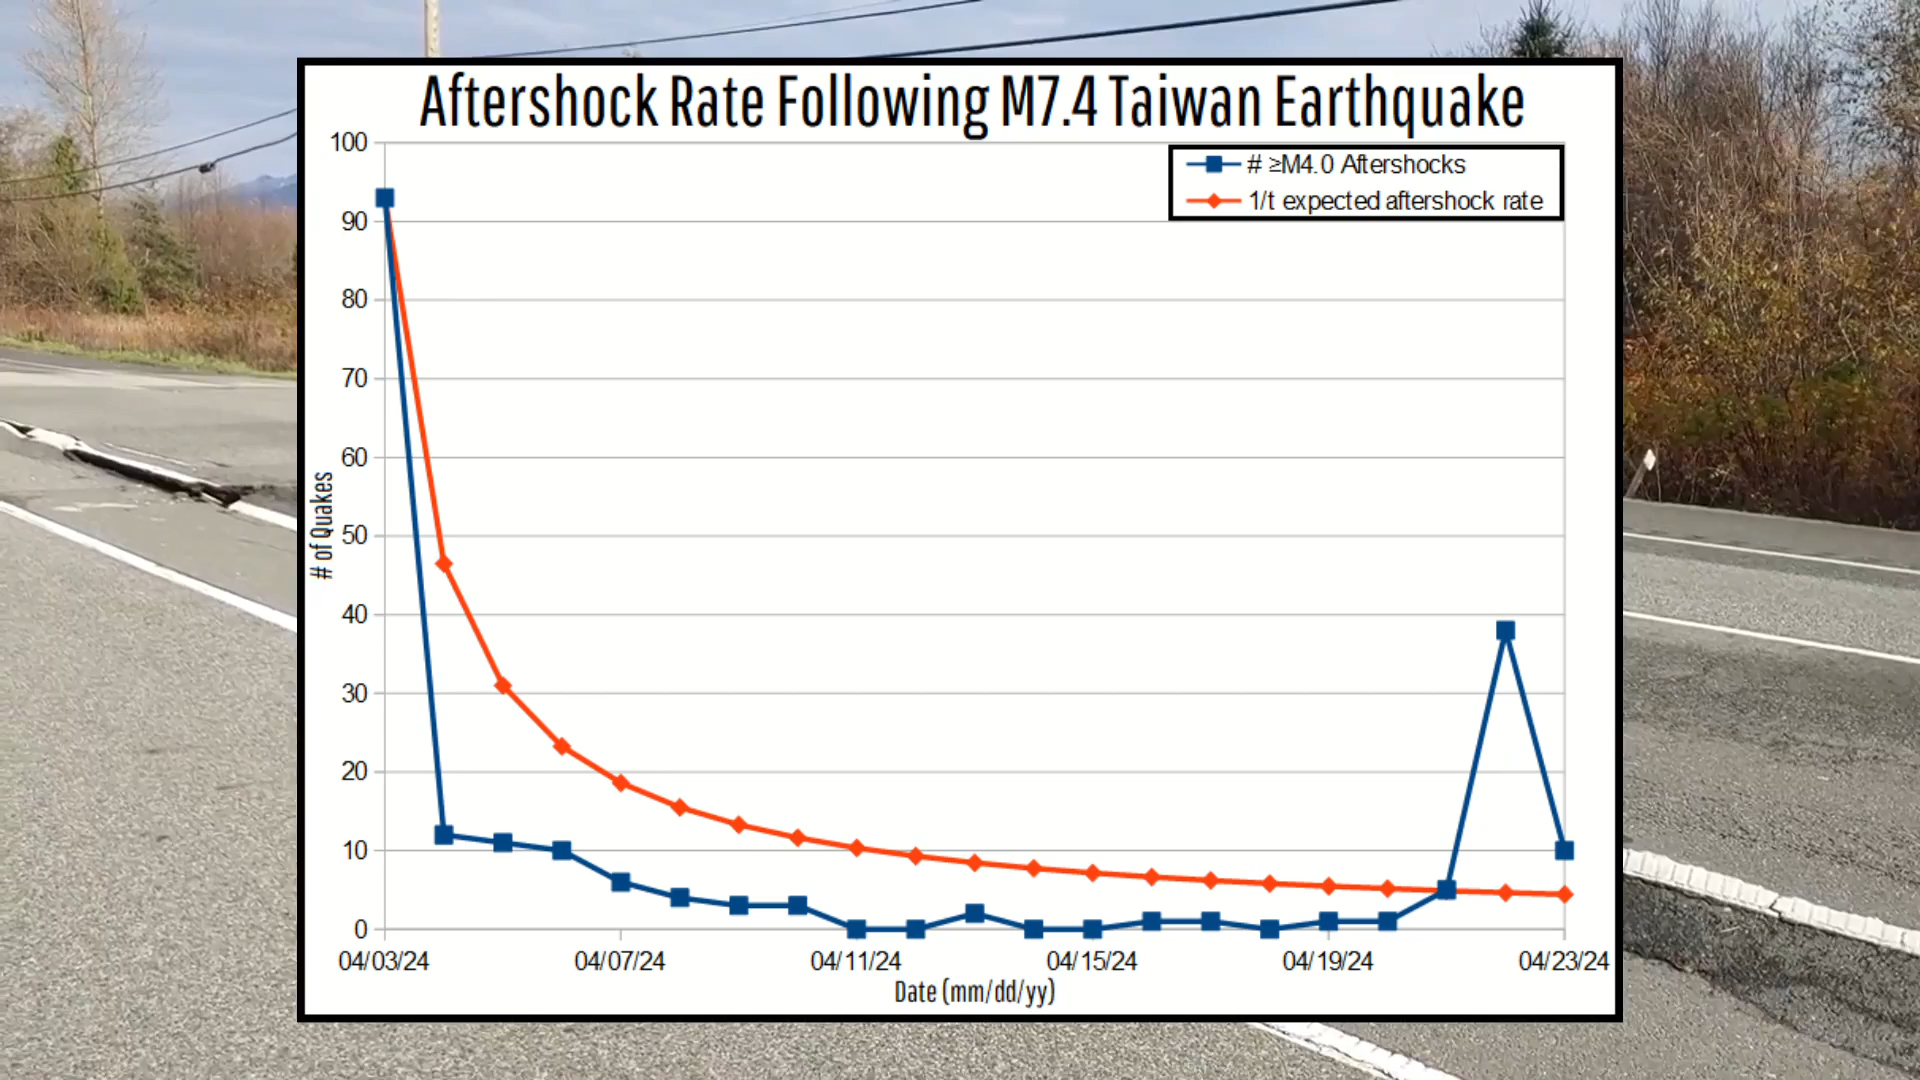 Aftershock Rate Following M7.4 Taiwan Earthquake
# ≥M4.0 Aftershocks
1/t expected aftershock rate
100
90
80
70
60
50
40
30
20
10
0
# of Quakes
04/03/24 04/07/24 04/11/24 04/15/24 04/19/24 04/23/24
Date (mm/dd/yy)